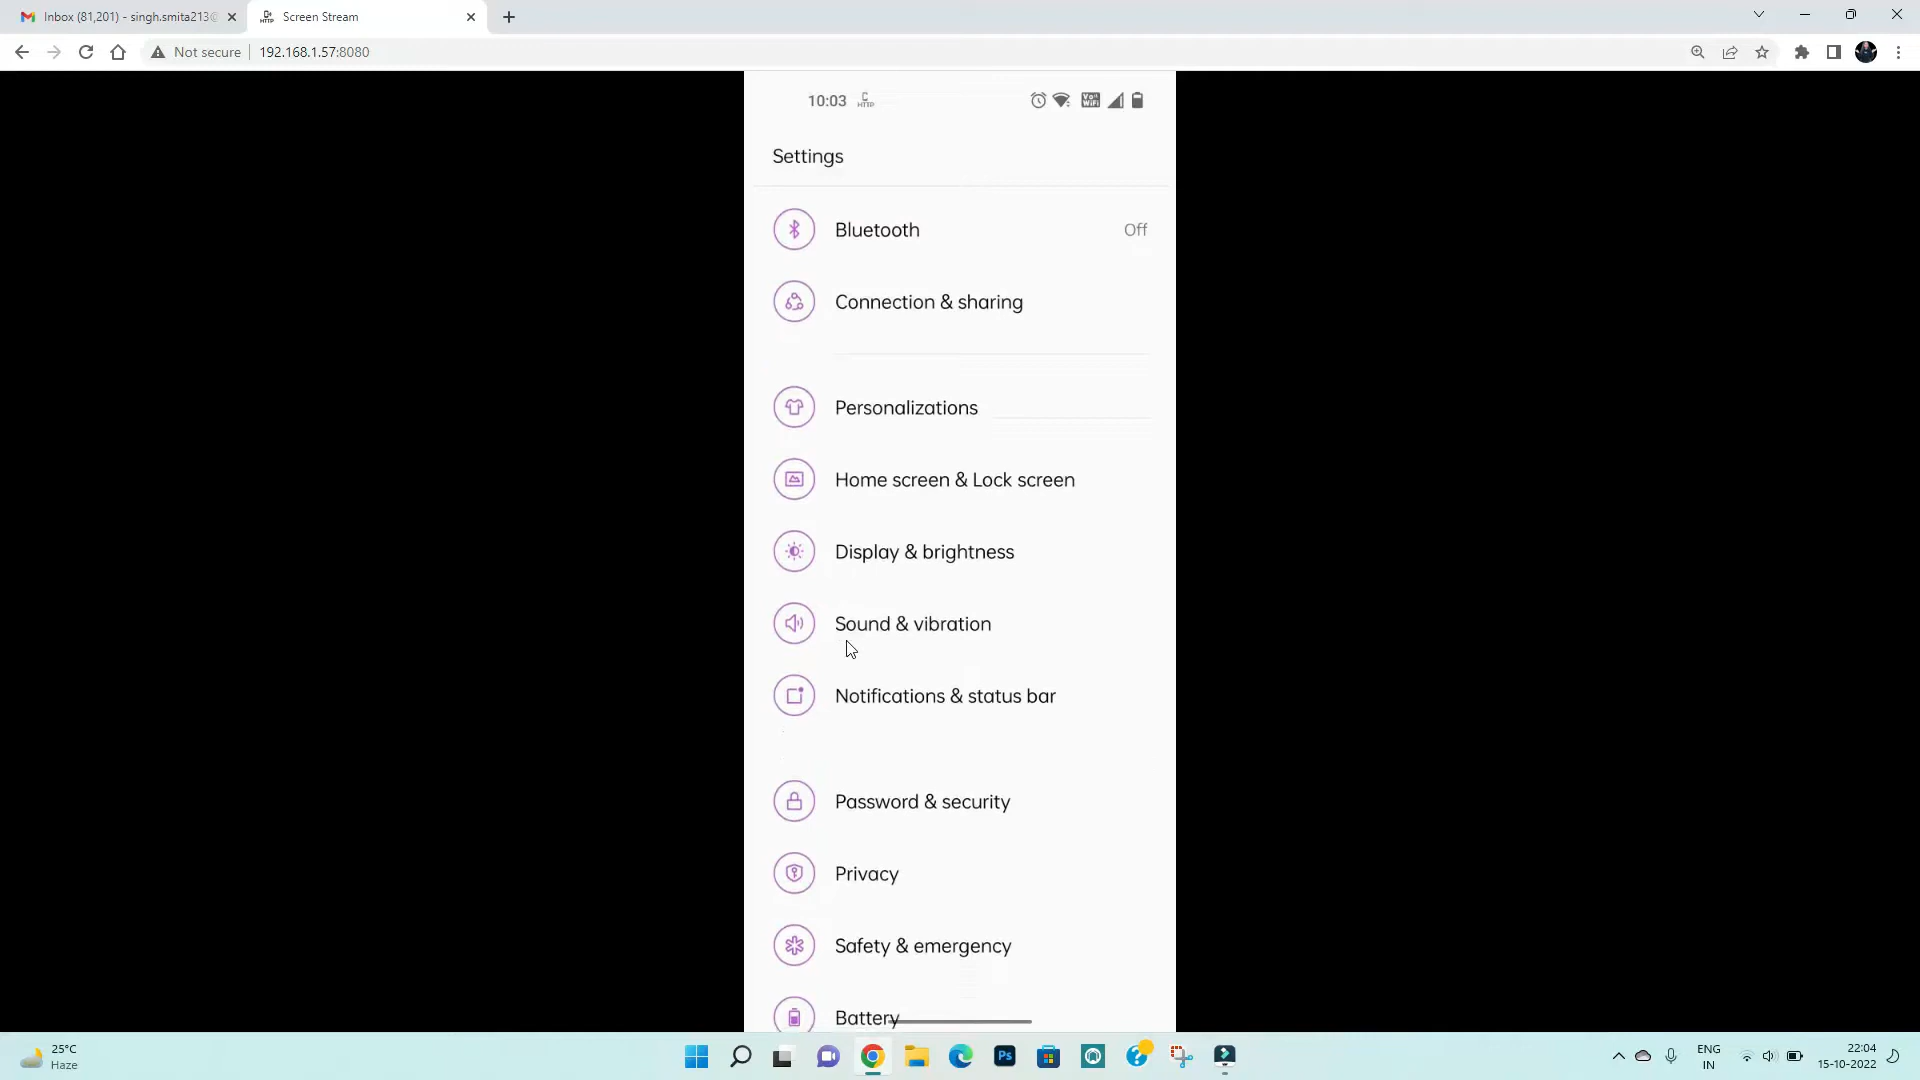 Inbox (81,201) - singh.smita213@
Screen Stream
Not secure
192.168.1.57:8080
10:03
Settings
Bluetooth
Off
Connection & sharing
Personalizations
Home screen & Lock screen
Display & brightness
Sound & vibration
Notifications & status bar
Password & security
Privacy
Safety & emergency
Battery
25°C
Haze
Ps
ENG
IN
22:04
15-10-2022